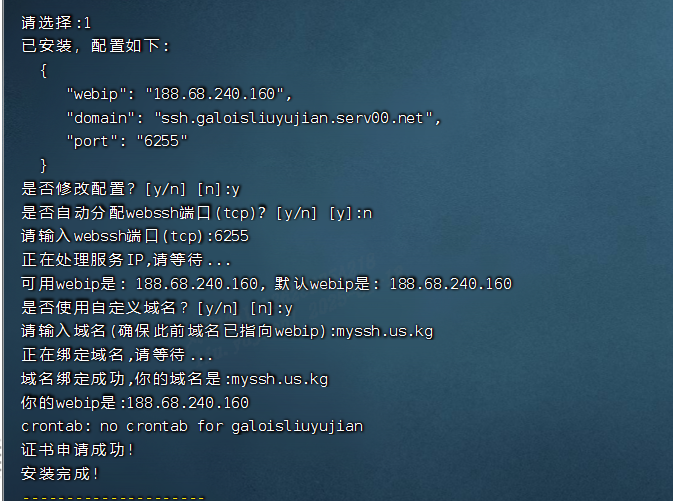 请选择:1
已安装, 配置如下:
{
"webip": "188.68.240.160",
"domain": "ssh.galoisliuyujian.serv00.net",
"port": "6255"
}
是否修改配置? [y/n] [n]:y
是否自动分配webssh端口(tcp)? [y/n] [y]:n
请输入webssh端口(tcp):6255
正在处理服务IP,请等待...
可用webip是: 188.68.240.160, 默认webip是: 188.68.240.160
是否使用自定义域名? [y/n] [n]:y
请输入域名(确保此前域名已指向webip):myssh.us.kg
正在绑定域名,请等待...
域名绑定成功,你的域名是:myssh.us.kg
你的webip是:188.68.240.160
crontab: no crontab for galoisliuyujian
证书申请成功!
安装完成!
---------------------